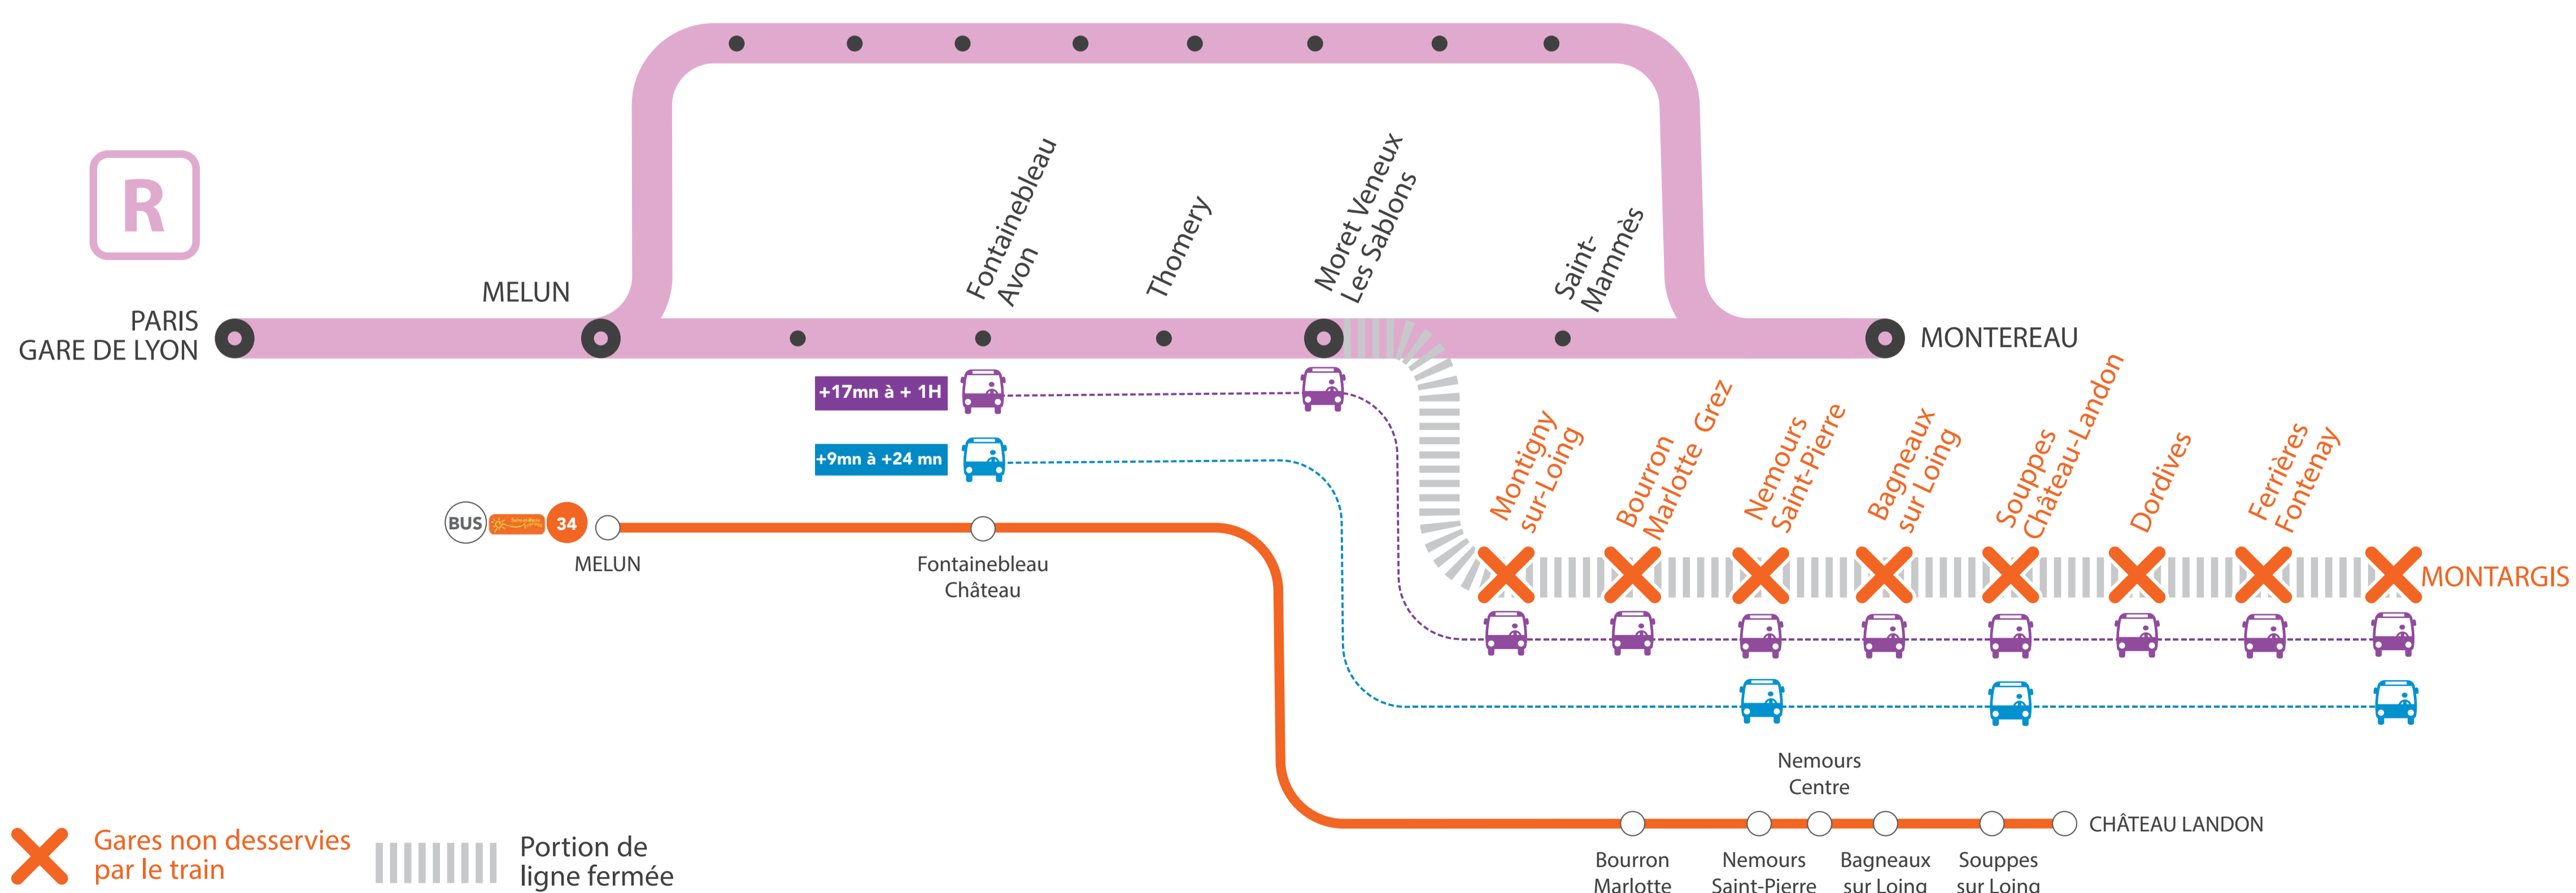 R
PARIS
GARE DE LYON
MELUN
Fontainebleau
Avon
Thomery
Moret Veneux
Les Sablons
Saint-
Mammès
MONTEREAU
+17mn à + 1H
+9mn à +24 mn
Montigny
sur-Loing
Bourron
Marlotte Grez
Nemours
Saint-Pierre
Bagneaux
sur Loing
Souppes
Château-Landon
Dordives
Ferrières
Fontenay
MONTARGIS
BUS
34
MELUN
Fontainebleau
Château
Nemours
Centre
CHÂTEAU LANDON
Bourron
Marlotte
Nemours
Saint-Pierre
Bagneaux
sur Loing
Souppes
sur Loing
Gares non desservies
par le train
Portion de
ligne fermée